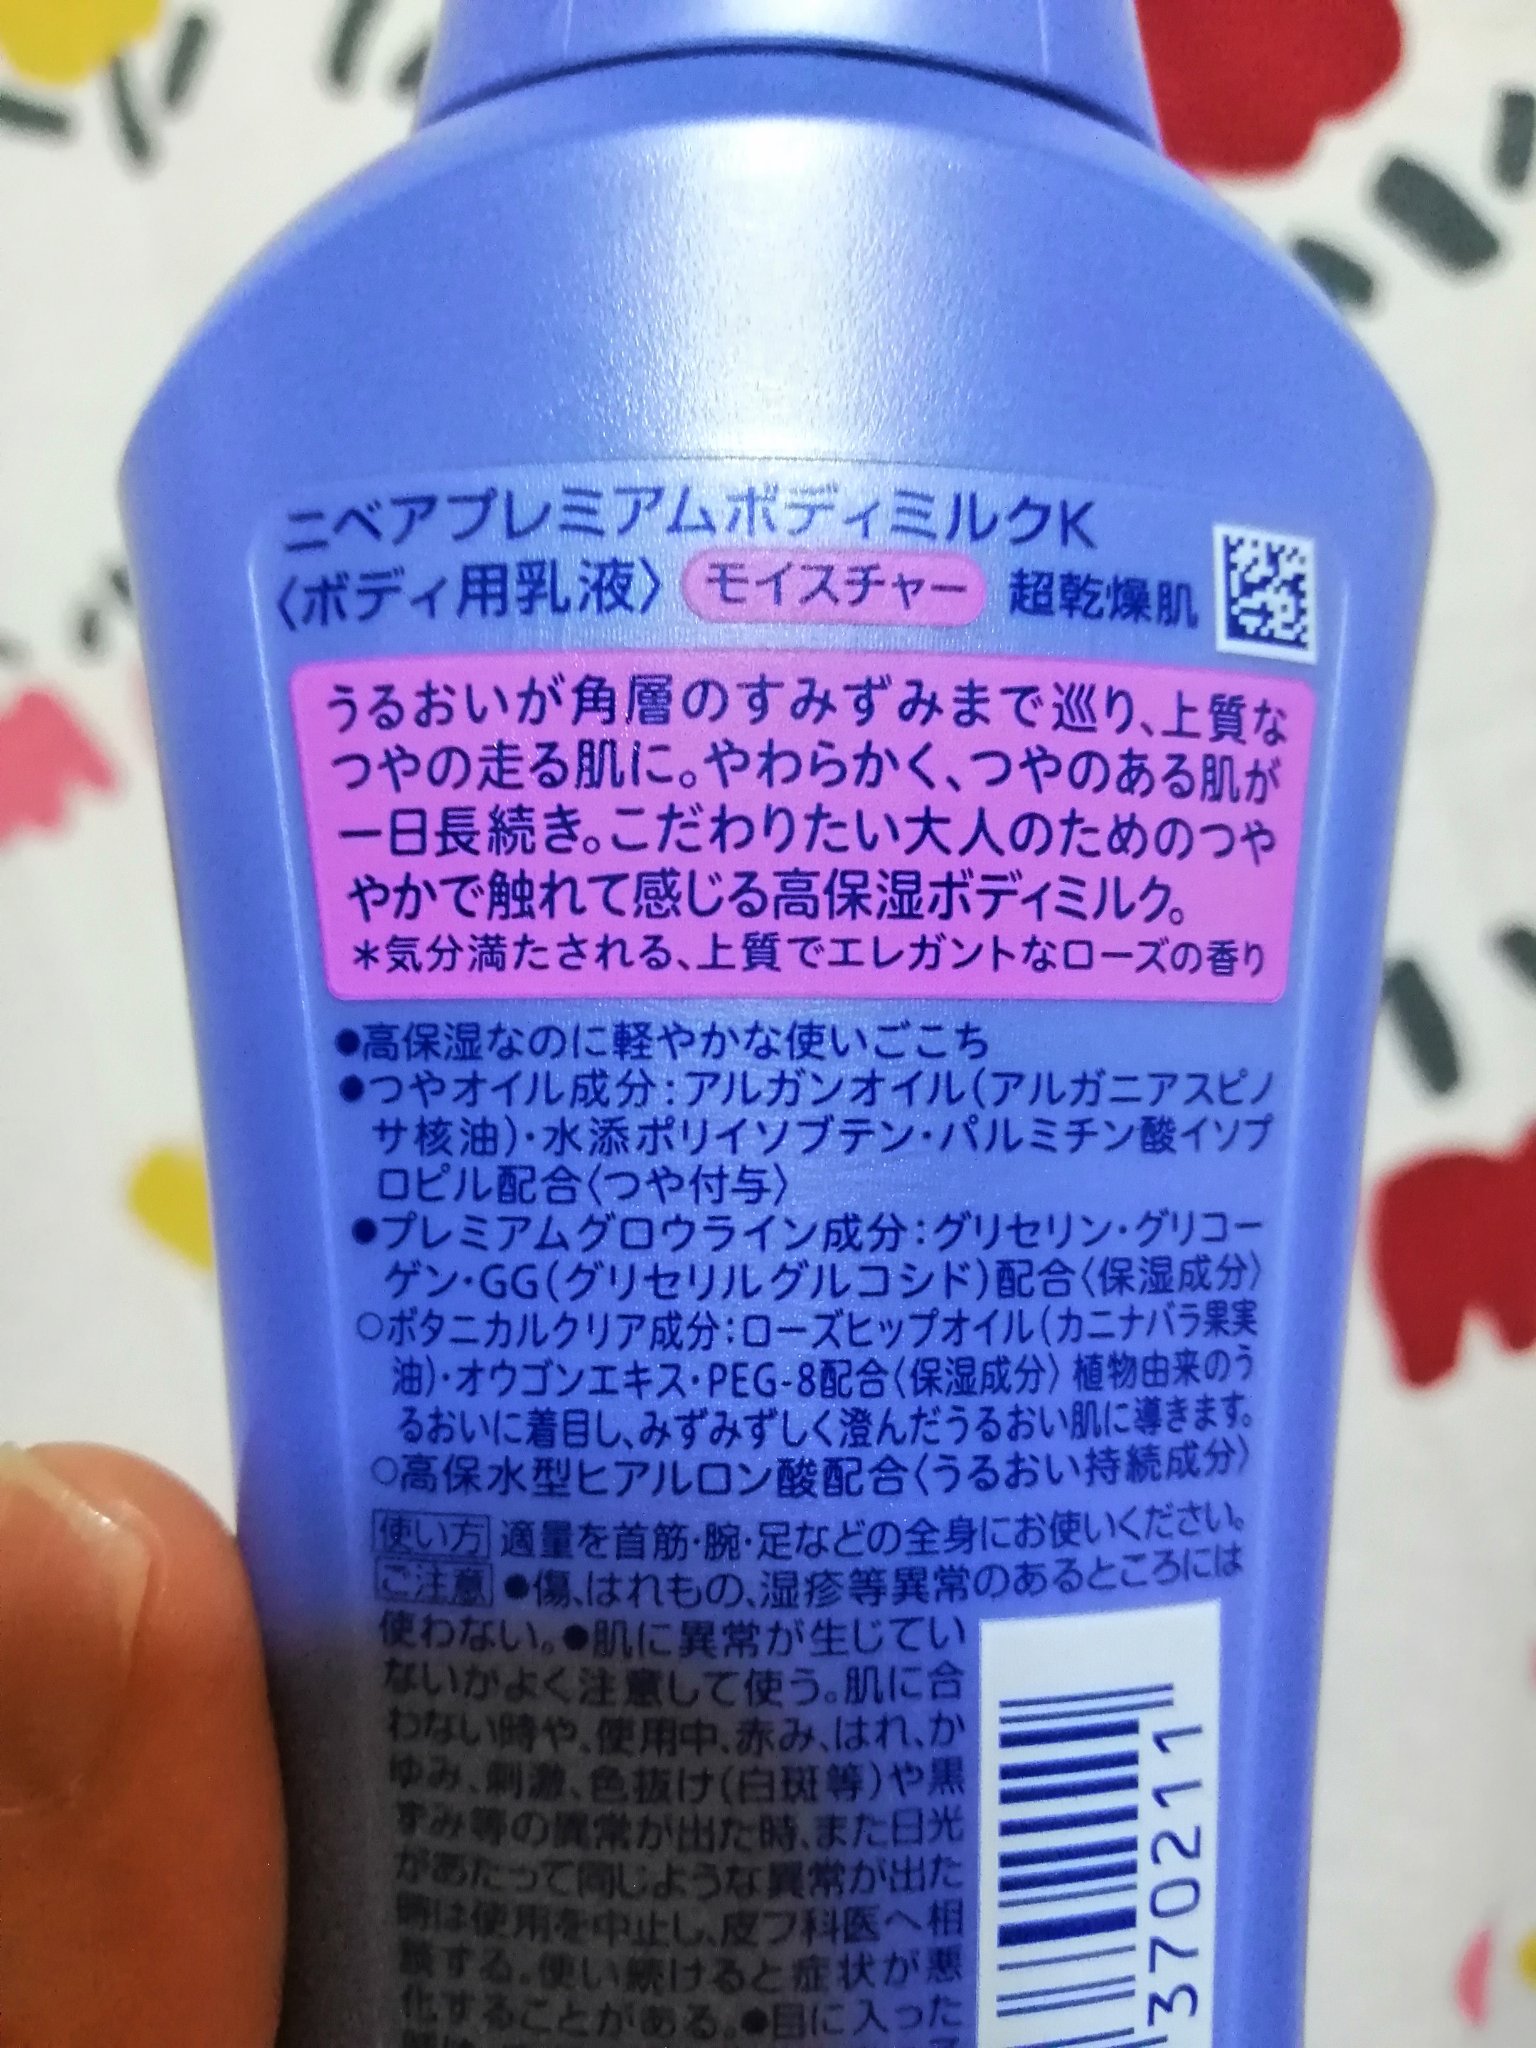 ニベアプレミアムボディミルクK
〈ボディ用乳液〉 モイスチャー 超乾燥肌
うるおいが角層のすみずみまで巡り、上質な
つやの走る肌に。やわらかく、つやのある肌が
一日長続き。こだわりたい大人のためのつや
やかで触れて感じる高保湿ボディミルク。
*気分満たされる、上質でエレガントなローズの香り
●高保湿なのに軽やかな使いごこち
●つやオイル成分:アルガンオイル(アルガニアスピノ
サ核油)・水添ポリイソブテン・パルミチン酸イソプ
ロピル配合〈つや付与〉
●プレミアムグロウライン成分:グリセリン・グリコー
ゲン・GG(グリセリルグルコシド)配合〈保湿成分〉
○ボタニカルクリア成分:ローズヒップオイル(カニナバラ果実
油)・オウゴンエキス・PEG-8配合〈保湿成分〉 植物由来のう
るおいに着目し、みずみずしく澄んだうるおい肌に導きます。
○高保水型ヒアルロン酸配合〈うるおい持続成分〉
使い方 適量を首筋・腕・足などの全身にお使いください。
ご注意 ●傷、はれもの、湿疹等異常のあるところには
使わない。●肌に異常が生じてい
ないかよく注意して使う。肌に合
わない時や、使用中、赤み、はれ、か
ゆみ、刺激、色抜け(白斑等)や黒
ずみ等の異常が出た時、また日光
があたって同じような異常が出た
時は使用を中止し、皮フ科医へ相
談する。使い続けると症状が悪
化することがある。●目に入った
370211